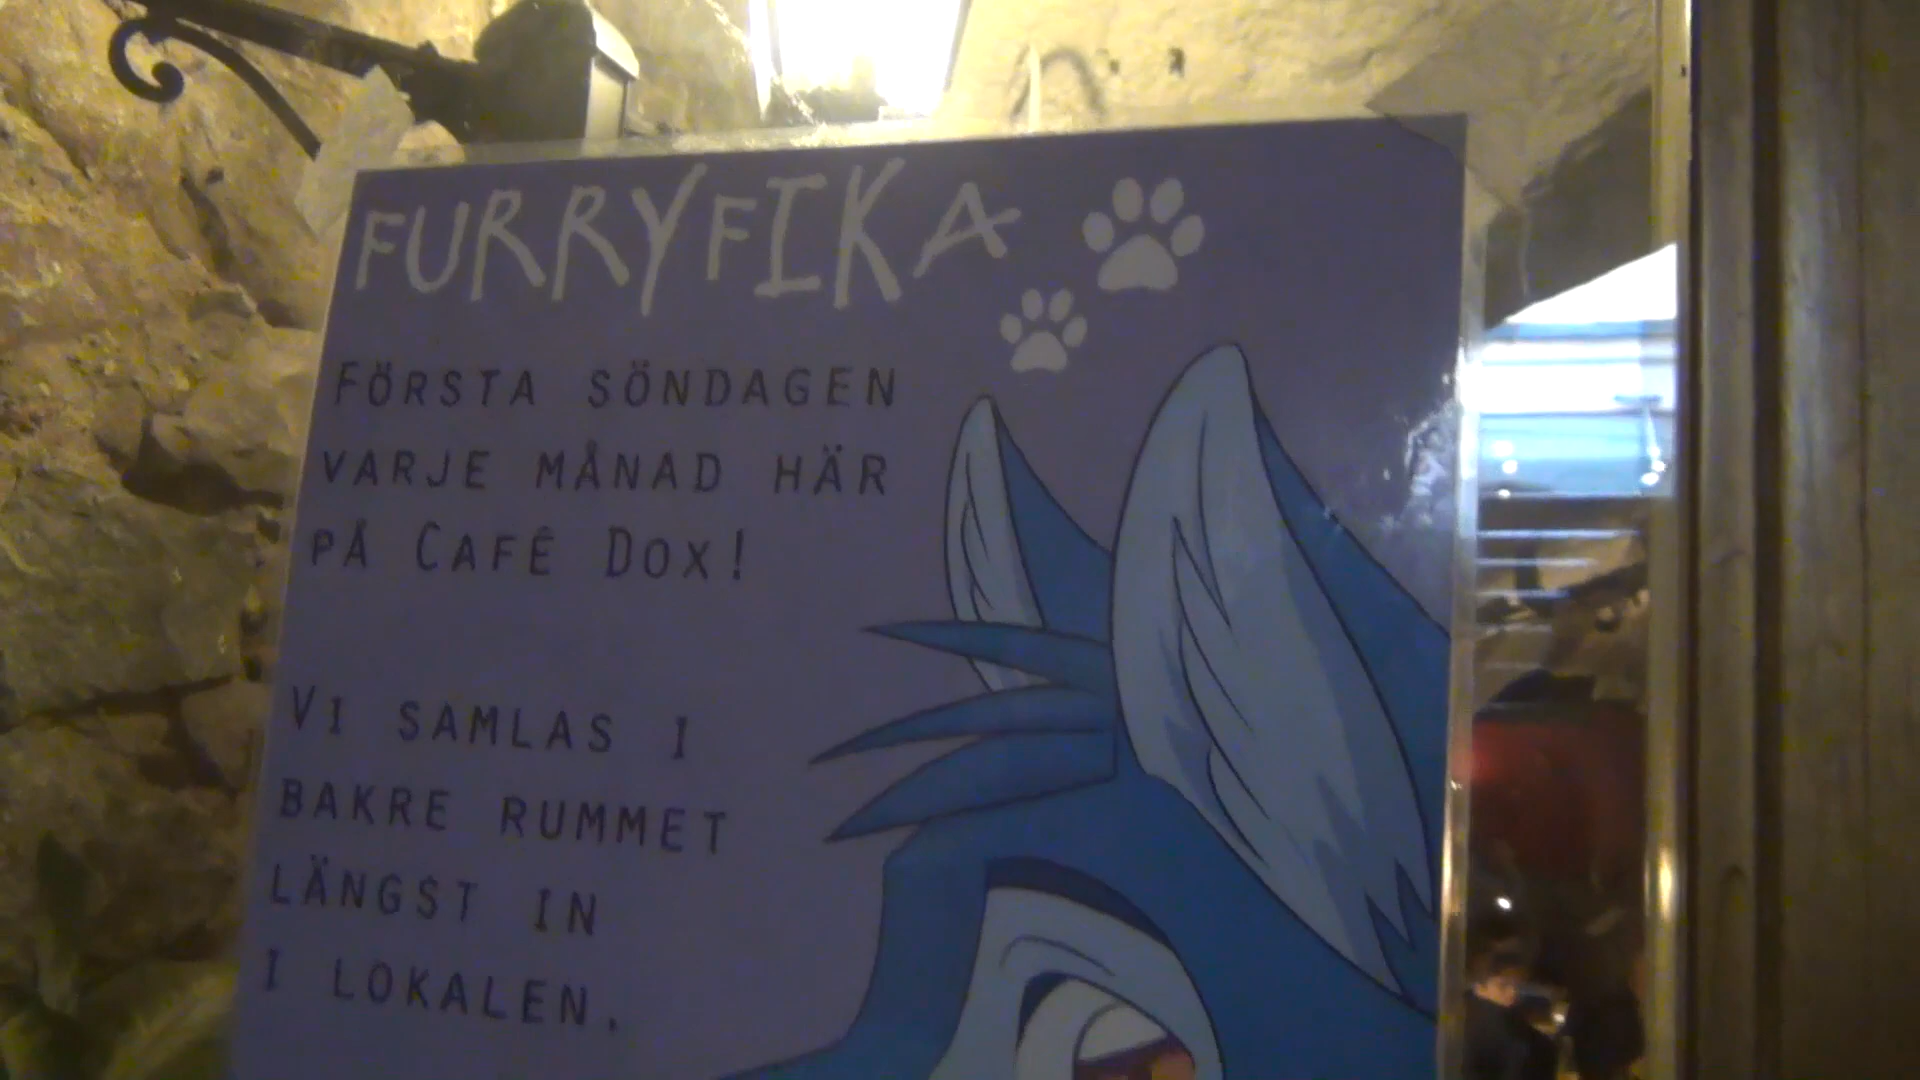 FURRYFIKA
FÖRSTA SÖNDAGEN
VARJE MÅNAD HÄR
PÅ CAFÉ DOX!
VI SAMLAS I
BAKRE RUMMET
LÄNGST IN
I LOKALEN.